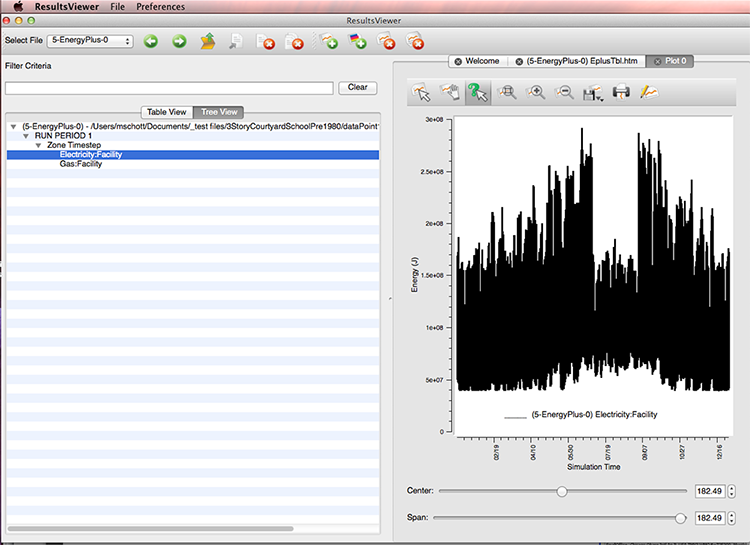 ResultsViewer File Preferences
ResultsViewer
Select File 5-EnergyPlus-0
Filter Criteria
Clear
Table View Tree View
(5-EnergyPlus-0) - /Users/mschott/Documents/_test files/3StoryCourtyardSchoolPre1980/dataPoint
RUN PERIOD 1
Zone Timestep
Electricity:Facility
Gas:Facility
Welcome (5-EnergyPlus-0) EplusTbl.htm Plot 0
3e+08
2.5e+08
2e+08
1.5e+08
1e+08
5e+07
0
Energy (J)
(5-EnergyPlus-0) Electricity:Facility
02/19 04/10 05/30 07/19 09/07 10/27 12/16
Simulation Time
Center: 182.49
Span: 182.49